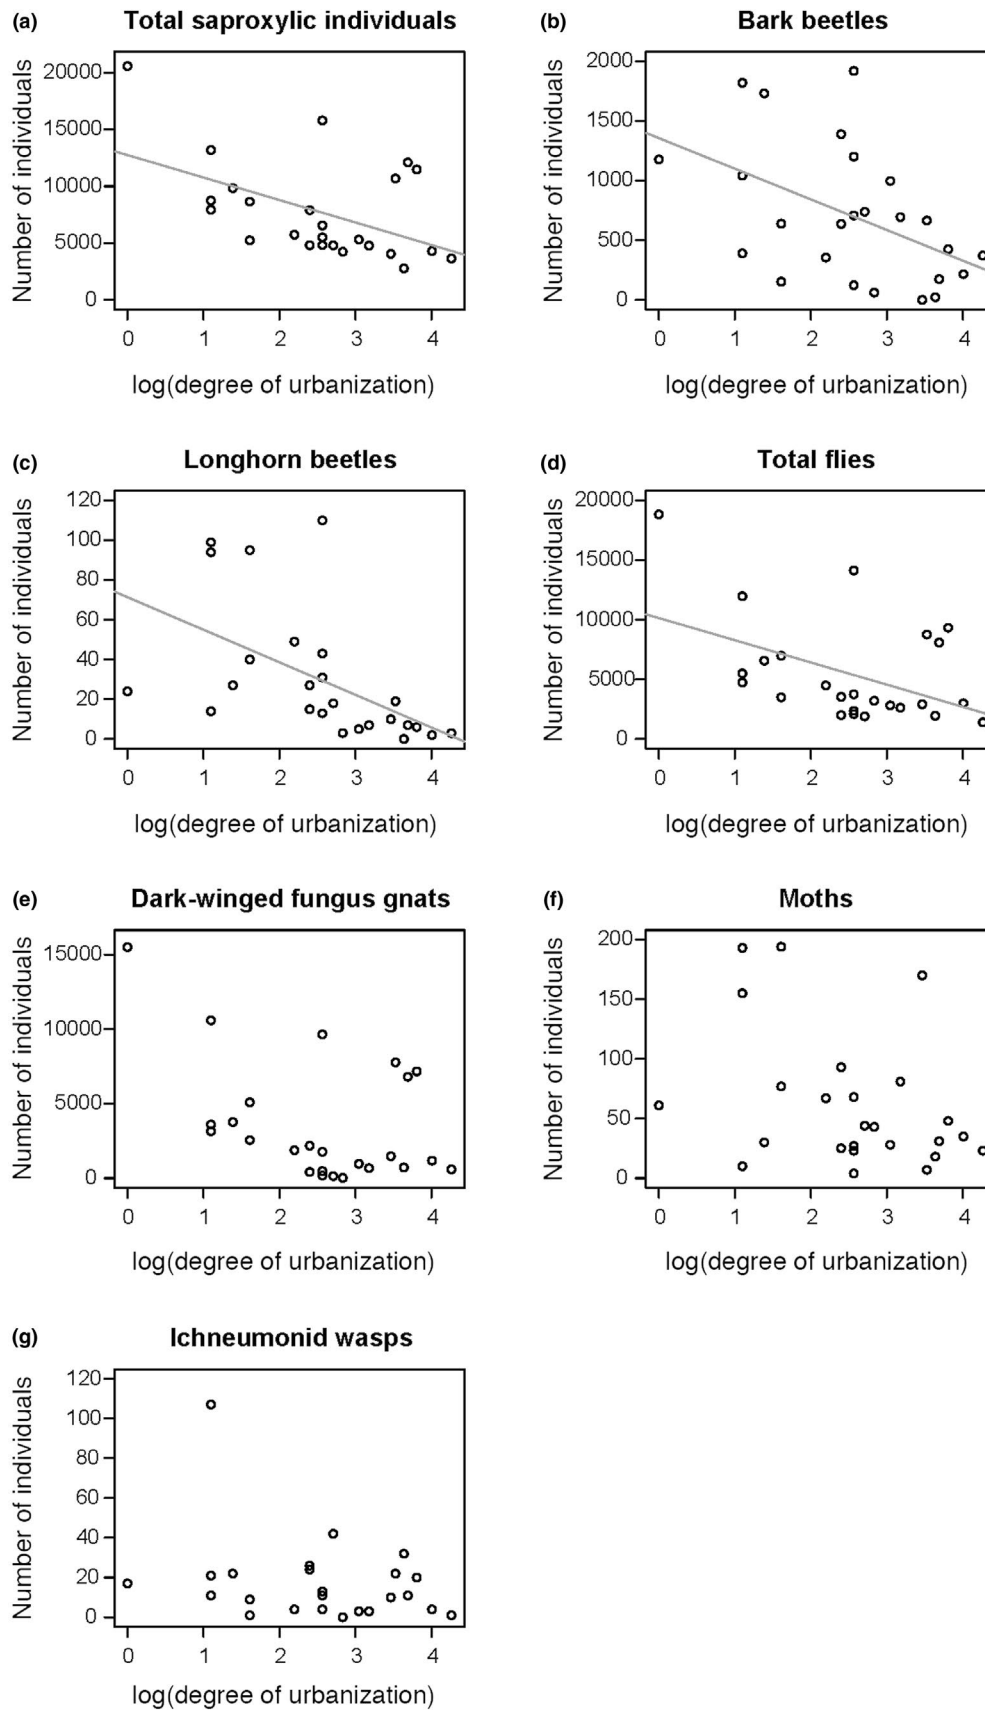 (a) Total saproxylic individuals
Number of individuals
20000
15000
10000
5000
0
0 1 2 3 4
log(degree of urbanization)
(b) Bark beetles
Number of individuals
2000
1500
1000
500
0
0 1 2 3 4
log(degree of urbanization)
(c) Longhorn beetles
Number of individuals
120
100
80
60
40
20
0
0 1 2 3 4
log(degree of urbanization)
(d) Total flies
Number of individuals
20000
15000
10000
5000
0
0 1 2 3 4
log(degree of urbanization)
(e) Dark-winged fungus gnats
Number of individuals
15000
10000
5000
0
0 1 2 3 4
log(degree of urbanization)
(f) Moths
Number of individuals
200
150
100
50
0
0 1 2 3 4
log(degree of urbanization)
(g) Ichneumonid wasps
Number of individuals
120
100
80
60
40
20
0
0 1 2 3 4
log(degree of urbanization)